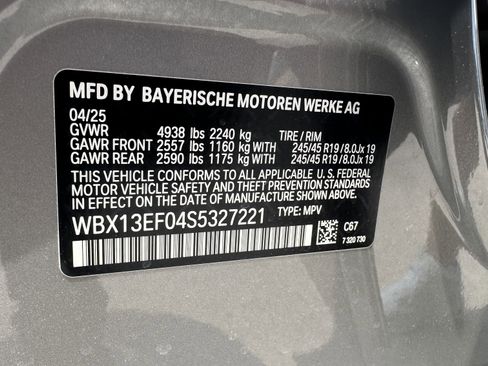 MFD BY BAYERISCHE MOTOREN WERKE AG
04/25
GVWR 4938 lbs 2240 kg TIRE / RIM
GAWR FRONT 2557 lbs 1160 kg WITH 245/45 R19 / 8.0Jx 19
GAWR REAR 2590 lbs 1175 kg WITH 245/45 R19 / 8.0Jx 19
THIS VEHICLE CONFORMS TO ALL APPLICABLE U. S. FEDERAL
MOTOR VEHICLE SAFETY AND THEFT PREVENTION STANDARDS
IN EFFECT ON THE DATE OF MANUFACTURE SHOWN ABOVE.
WBX13EF04S5327221 TYPE: MPV
C67
7 320 730